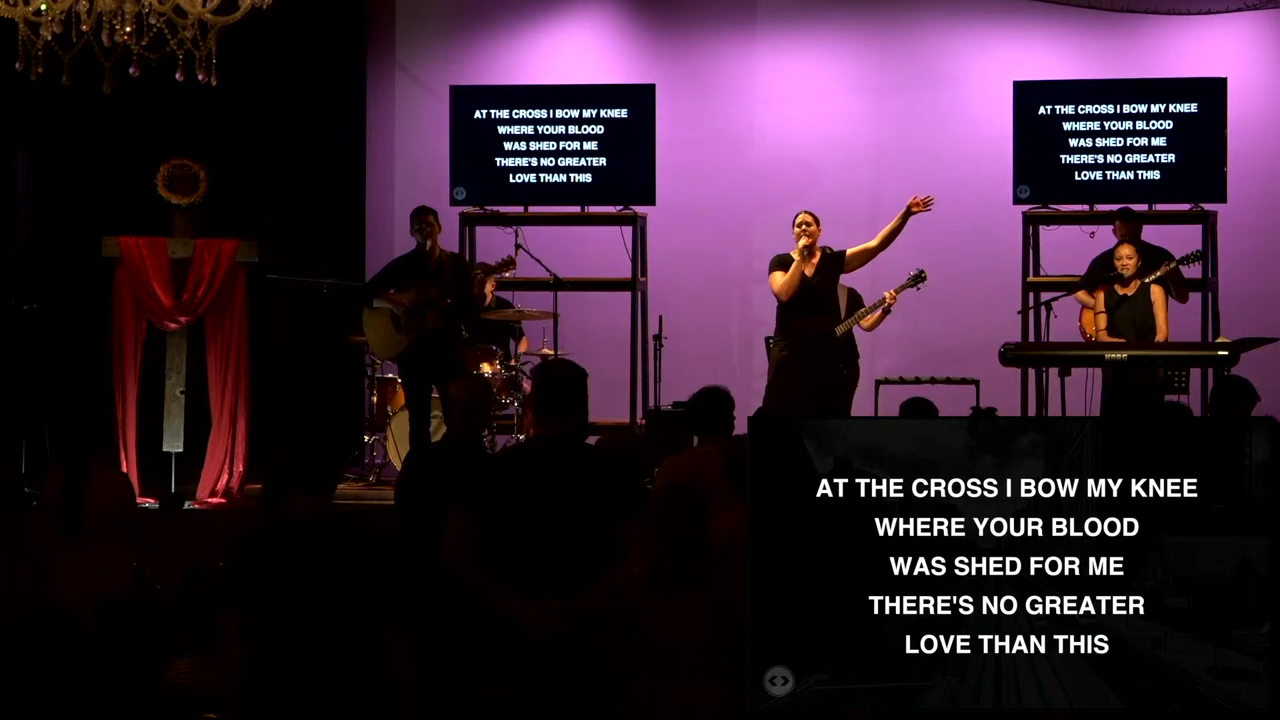 AT THE CROSS I BOW MY KNEE
WHERE YOUR BLOOD
WAS SHED FOR ME
THERE'S NO GREATER
LOVE THAN THIS
AT THE CROSS I BOW MY KNEE
WHERE YOUR BLOOD
WAS SHED FOR ME
THERE'S NO GREATER
LOVE THAN THIS
KORG
AT THE CROSS I BOW MY KNEE
WHERE YOUR BLOOD
WAS SHED FOR ME
THERE'S NO GREATER
LOVE THAN THIS